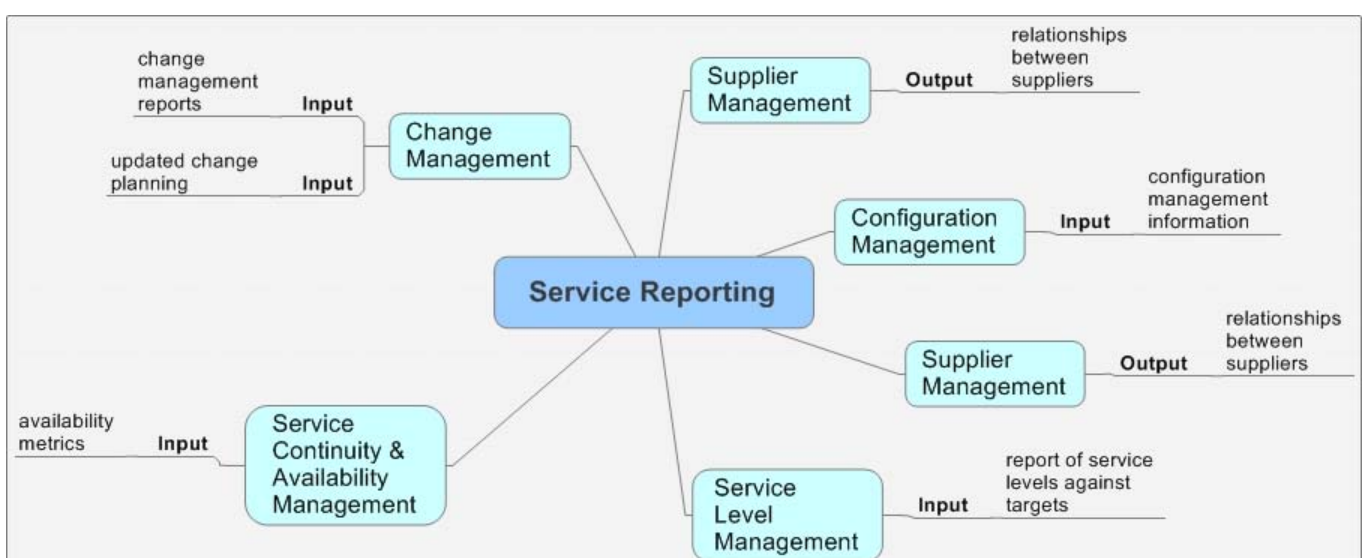 change
management
reports
Input
updated change
planning
Input
Change
Management
Supplier
Management
Output
relationships
between
suppliers
Configuration
Management
Input
configuration
management
information
Service Reporting
Supplier
Management
Output
relationships
between
suppliers
availability
metrics
Input
Service
Continuity &
Availability
Management
Service
Level
Management
Input
report of service
levels against
targets